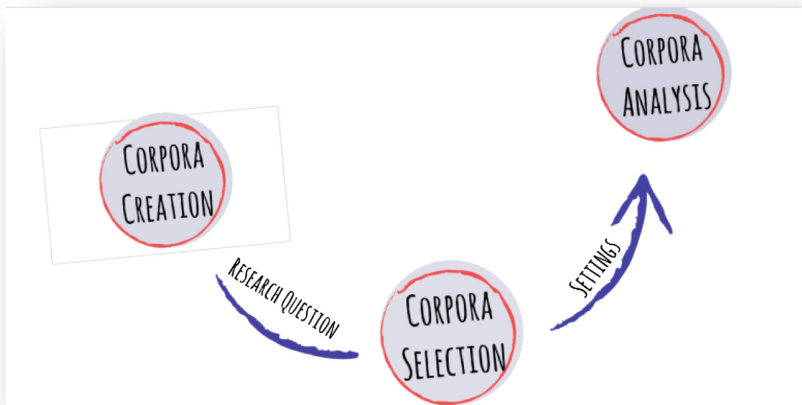 CORPORA
CREATION
RESEARCH QUESTION
CORPORA
SELECTION
SETTINGS
CORPORA
ANALYSIS